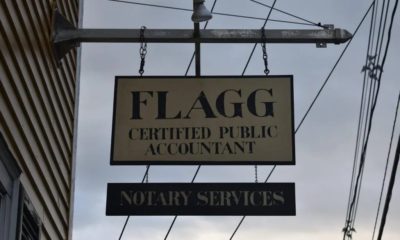 FLAGG
CERTIFIED PUBLIC
ACCOUNTANT
NOTARY SERVICES